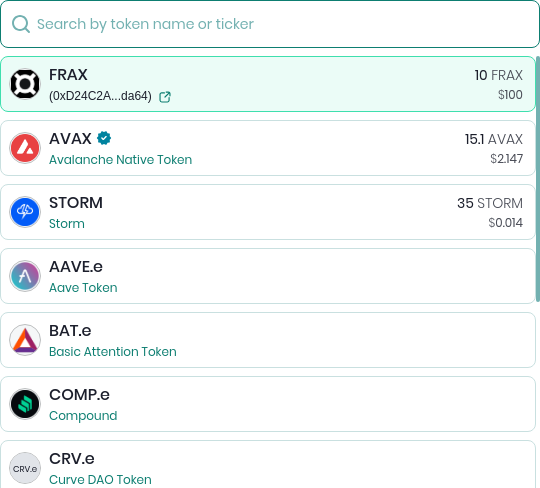 Search by token name or ticker
FRAX 10 FRAX
(0xD24C2A...da64) $100
AVAX 15.1 AVAX
Avalanche Native Token $2.147
STORM 35 STORM
Storm $0.014
AAVE.e
Aave Token
BAT.e
Basic Attention Token
COMP.e
Compound
CRV.e
CRV.e
Curve DAO Token